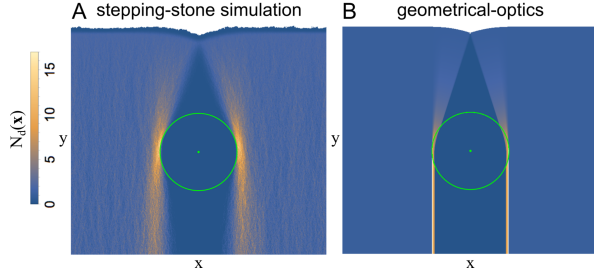 A stepping-stone simulation
B geometrical-optics
N_d(x)
15
10
5
0
y
x
y
x